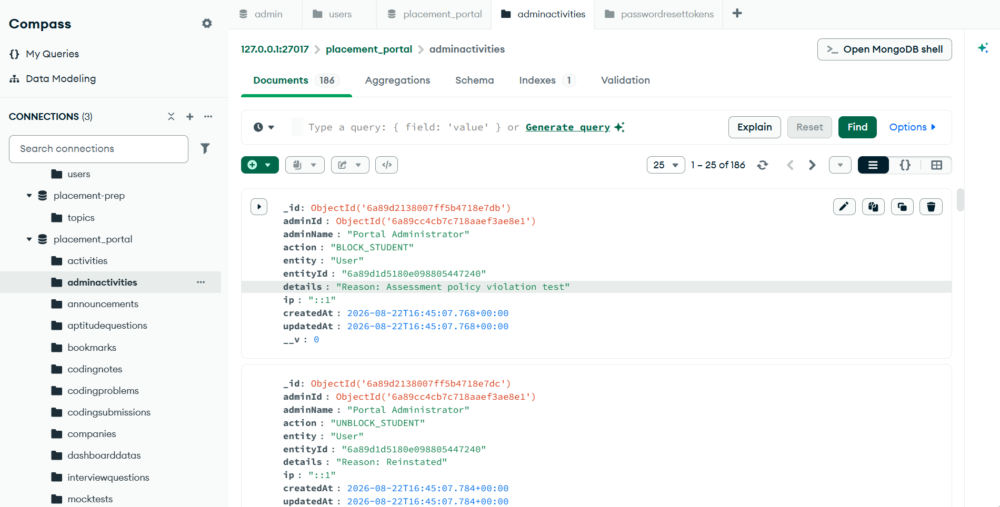 Compass
My Queries
Data Modeling
CONNECTIONS (3)
Search connections
users
placement-prep
topics
placement_portal
activities
adminactivities
announcements
aptitudequestions
bookmarks
codingnotes
codingproblems
codingsubmissions
companies
dashboarddatas
interviewquestions
mocktests
admin users placement_portal adminactivities passwordresettokens
127.0.0.1:27017 placement_portal adminactivities
>_ Open MongoDB shell
Documents 186 Aggregations Schema Indexes 1 Validation
Type a query: { field: 'value' } or Generate query
Explain Reset Find Options
25 1 – 25 of 186
_id: ObjectId('6a89d2138007ff5b4718e7db')
adminId : ObjectId('6a89cc4cb7c718aaef3ae8e1')
adminName : "Portal Administrator"
action : "BLOCK_STUDENT"
entity : "User"
entityId : "6a89d1d5180e098805447240"
details : "Reason: Assessment policy violation test"
ip : "::1"
createdAt : 2026-08-22T16:45:07.768+00:00
updatedAt : 2026-08-22T16:45:07.768+00:00
__v : 0
_id: ObjectId('6a89d2138007ff5b4718e7dc')
adminId : ObjectId('6a89cc4cb7c718aaef3ae8e1')
adminName : "Portal Administrator"
action : "UNBLOCK_STUDENT"
entity : "User"
entityId : "6a89d1d5180e098805447240"
details : "Reason: Reinstated"
ip : "::1"
createdAt : 2026-08-22T16:45:07.784+00:00
updatedAt : 2026-08-22T16:45:07.784+00:00